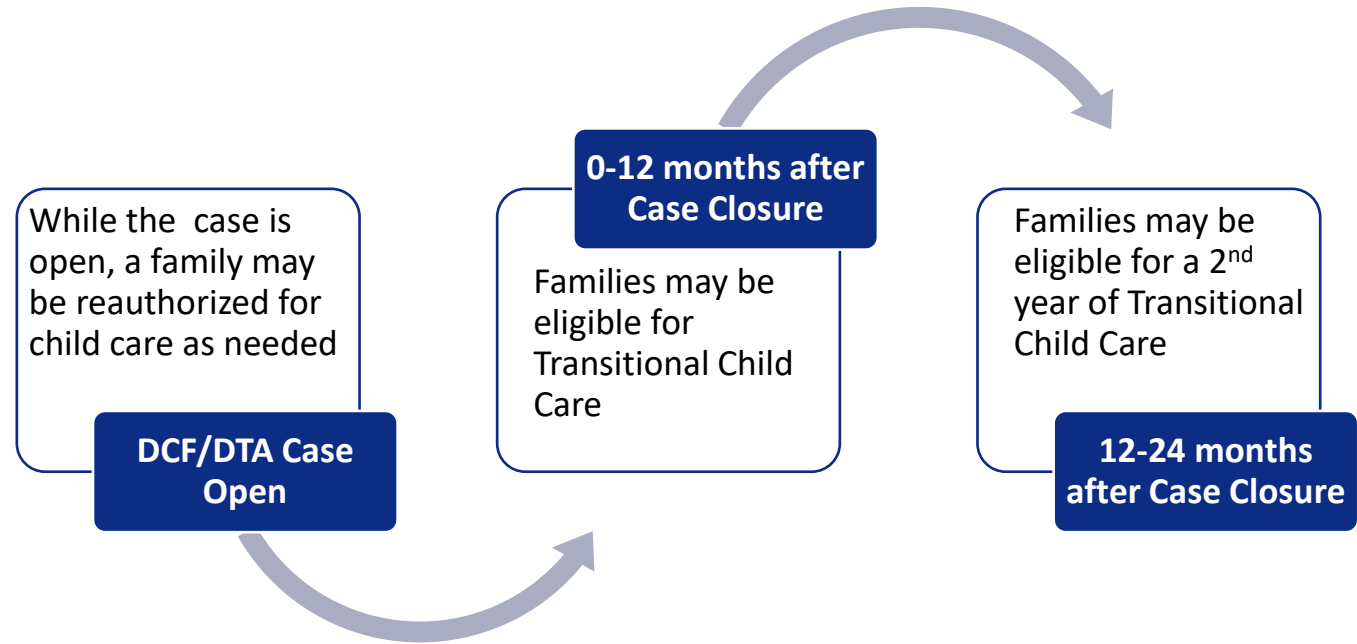 While the case is
open, a family may
be reauthorized for
child care as needed
DCF/DTA Case
Open
0-12 months after
Case Closure
Families may be
eligible for
Transitional Child
Care
Families may be
eligible for a 2nd
year of Transitional
Child Care
12-24 months
after Case Closure